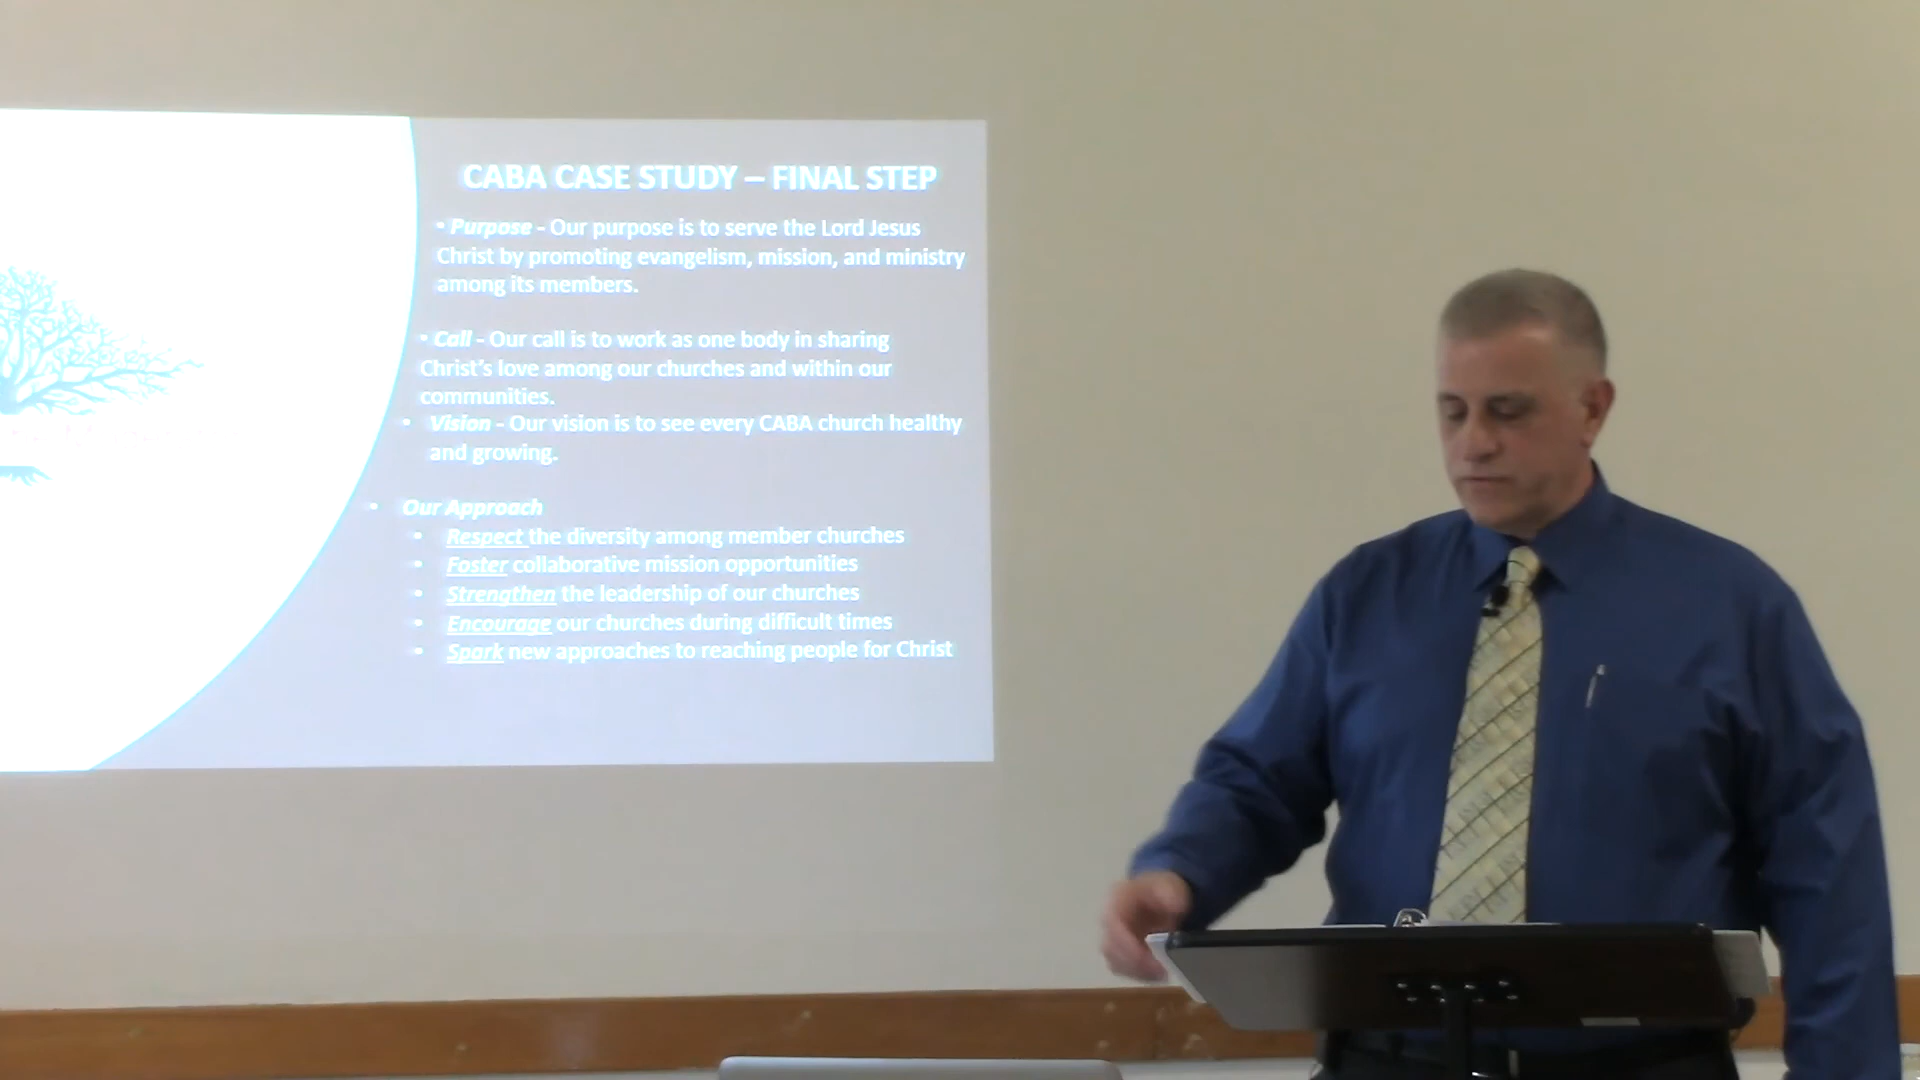 CABA CASE STUDY – FINAL STEP
• Purpose - Our purpose is to serve the Lord Jesus
Christ by promoting evangelism, mission, and ministry
among its members.
• Call - Our call is to work as one body in sharing
Christ's love among our churches and within our
communities.
• Vision - Our vision is to see every CABA church healthy
and growing.
• Our Approach
• Respect the diversity among member churches
• Foster collaborative mission opportunities
• Strengthen the leadership of our churches
• Encourage our churches during difficult times
• Spark new approaches to reaching people for Christ